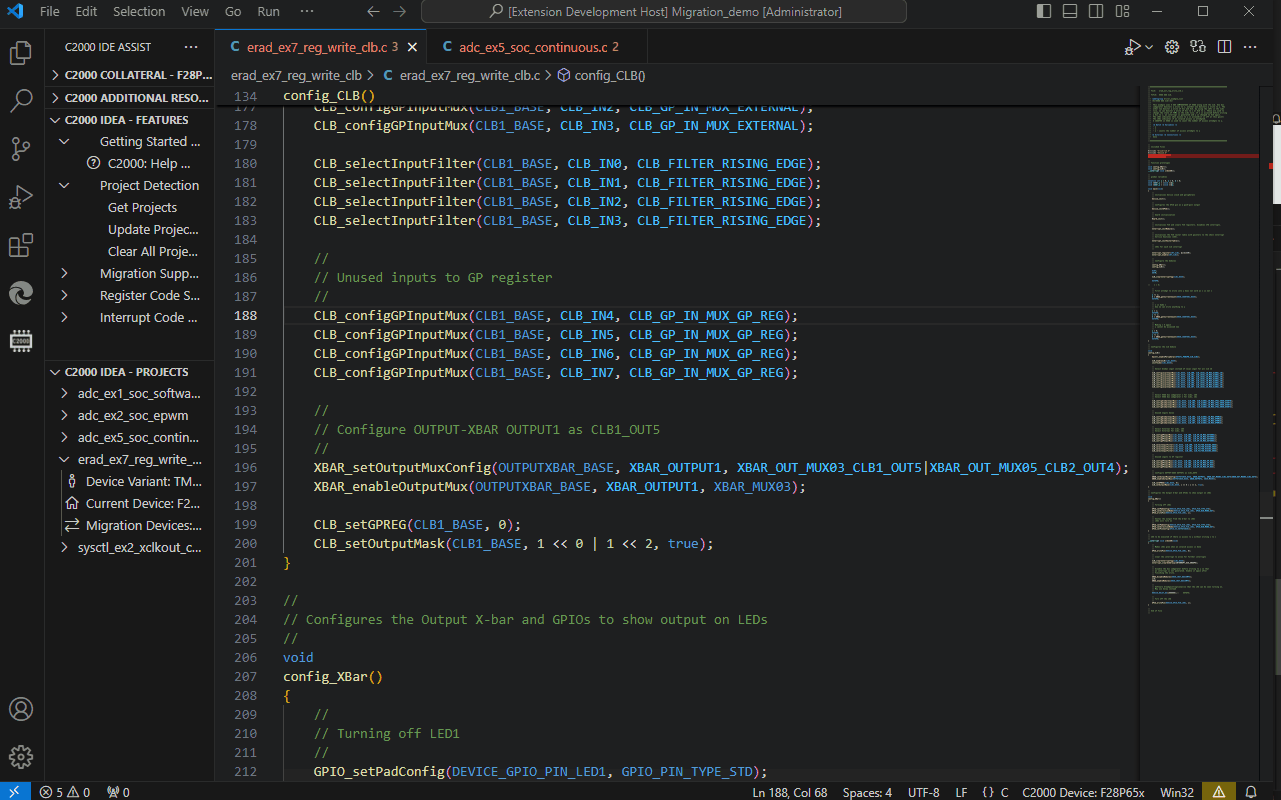 File Edit Selection View Go Run ··· [Extension Development Host] Migration_demo [Administrator]
C2000 IDE ASSIST ···
C erad_ex7_reg_write_clb.c 3
C adc_ex5_soc_continuous.c 2
erad_ex7_reg_write_clb > C erad_ex7_reg_write_clb.c > config_CLB()
C2000 COLLATERAL - F28P...
C2000 ADDITIONAL RESO...
C2000 IDEA - FEATURES
Getting Started ...
C2000: Help ...
Project Detection
Get Projects
Update Projec...
Clear All Proje...
Migration Supp...
Register Code S...
Interrupt Code ...
C2000
C2000 IDEA - PROJECTS
adc_ex1_soc_softwa...
adc_ex2_soc_epwm
adc_ex5_soc_contin...
erad_ex7_reg_write_...
Device Variant: TM...
Current Device: F2...
Migration Devices:...
sysctl_ex2_xclkout_c...
134 config_CLB()
177 CLB_configGPInputMux(CLB1_BASE, CLB_IN2, CLB_GP_IN_MUX_EXTERNAL);
178 CLB_configGPInputMux(CLB1_BASE, CLB_IN3, CLB_GP_IN_MUX_EXTERNAL);
179
180 CLB_selectInputFilter(CLB1_BASE, CLB_IN0, CLB_FILTER_RISING_EDGE);
181 CLB_selectInputFilter(CLB1_BASE, CLB_IN1, CLB_FILTER_RISING_EDGE);
182 CLB_selectInputFilter(CLB1_BASE, CLB_IN2, CLB_FILTER_RISING_EDGE);
183 CLB_selectInputFilter(CLB1_BASE, CLB_IN3, CLB_FILTER_RISING_EDGE);
184
185 //
186 // Unused inputs to GP register
187 //
188 CLB_configGPInputMux(CLB1_BASE, CLB_IN4, CLB_GP_IN_MUX_GP_REG);
189 CLB_configGPInputMux(CLB1_BASE, CLB_IN5, CLB_GP_IN_MUX_GP_REG);
190 CLB_configGPInputMux(CLB1_BASE, CLB_IN6, CLB_GP_IN_MUX_GP_REG);
191 CLB_configGPInputMux(CLB1_BASE, CLB_IN7, CLB_GP_IN_MUX_GP_REG);
192
193 //
194 // Configure OUTPUT-XBAR OUTPUT1 as CLB1_OUT5
195 //
196 XBAR_setOutputMuxConfig(OUTPUTXBAR_BASE, XBAR_OUTPUT1, XBAR_OUT_MUX03_CLB1_OUT5|XBAR_OUT_MUX05_CLB2_OUT4);
197 XBAR_enableOutputMux(OUTPUTXBAR_BASE, XBAR_OUTPUT1, XBAR_MUX03);
198
199 CLB_setGPREG(CLB1_BASE, 0);
200 CLB_setOutputMask(CLB1_BASE, 1 << 0 | 1 << 2, true);
201 }
202
203 //
204 // Configures the Output X-bar and GPIOs to show output on LEDs
205 //
206 void
207 config_XBar()
208 {
209 //
210 // Turning off LED1
211 //
212 GPIO_setPadConfig(DEVICE_GPIO_PIN_LED1, GPIO_PIN_TYPE_STD);
5 0 0 Ln 188, Col 68 Spaces: 4 UTF-8 LF {} C C2000 Device: F28P65x Win32